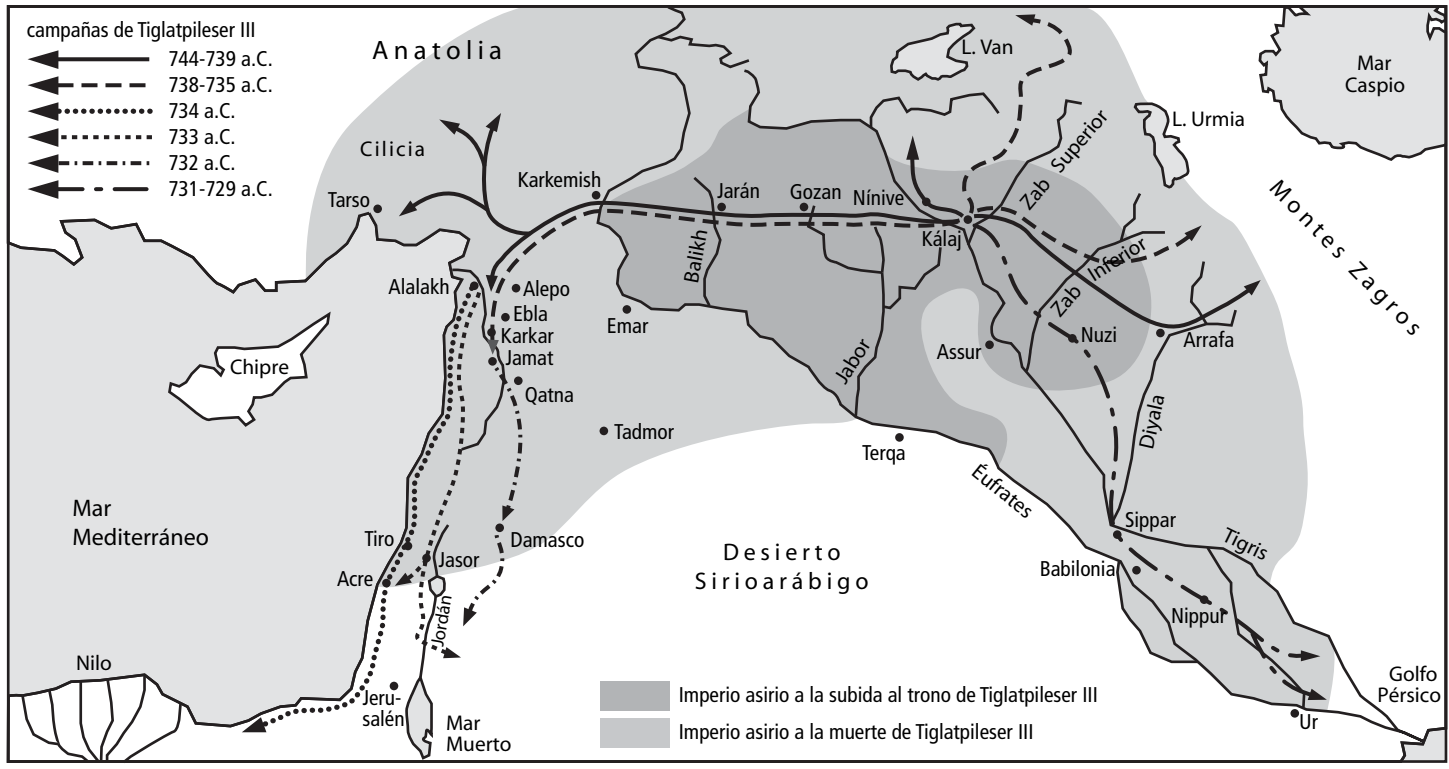 campañas de Tiglatpileser III
744-739 a.C.
738-735 a.C.
734 a.C.
733 a.C.
732 a.C.
731-729 a.C.
Anatolia
L. Van
Mar
Caspio
L. Urmia
Cilicia
Zab Superior
Karkemish
Jarán
Gozan
Nínive
Tarso
Montes Zagros
Kálaj
Balikh
Zab Inferior
Alalakh
Alepo
Ebla
Karkar
Jamat
Emar
Nuzi
Arrafa
Assur
Chipre
Jabor
Qatna
Diyala
Tadmor
Terqa
Éufrates
Mar
Mediterráneo
Sippar
Tiro
Damasco
Desierto
Sirioarábigo
Tigris
Jasor
Acre
Babilonia
Jordán
Nippur
Nilo
Golfo
Pérsico
Jeru-
salén
Mar
Muerto
Imperio asirio a la subida al trono de Tiglatpileser III
Imperio asirio a la muerte de Tiglatpileser III
Ur